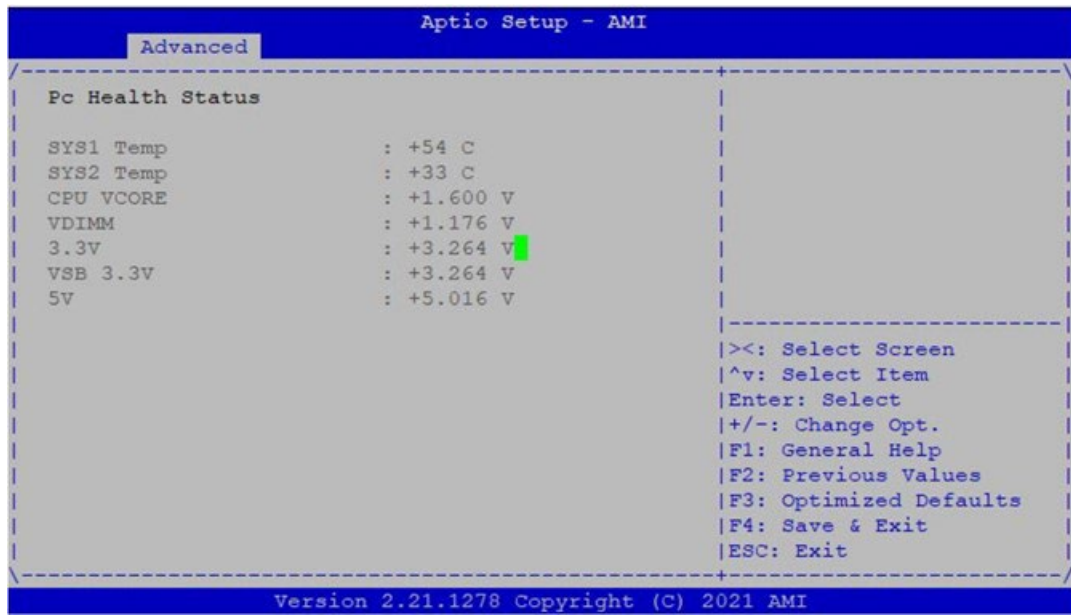 Aptio Setup - AMI
Advanced
Pc Health Status
SYS1 Temp : +54 C
SYS2 Temp : +33 C
CPU VCORE : +1.600 V
VDIMM : +1.176 V
3.3V : +3.264 V
VSB 3.3V : +3.264 V
5V : +5.016 V
><: Select Screen
^v: Select Item
Enter: Select
+/-: Change Opt.
F1: General Help
F2: Previous Values
F3: Optimized Defaults
F4: Save & Exit
ESC: Exit
Version 2.21.1278 Copyright (C) 2021 AMI